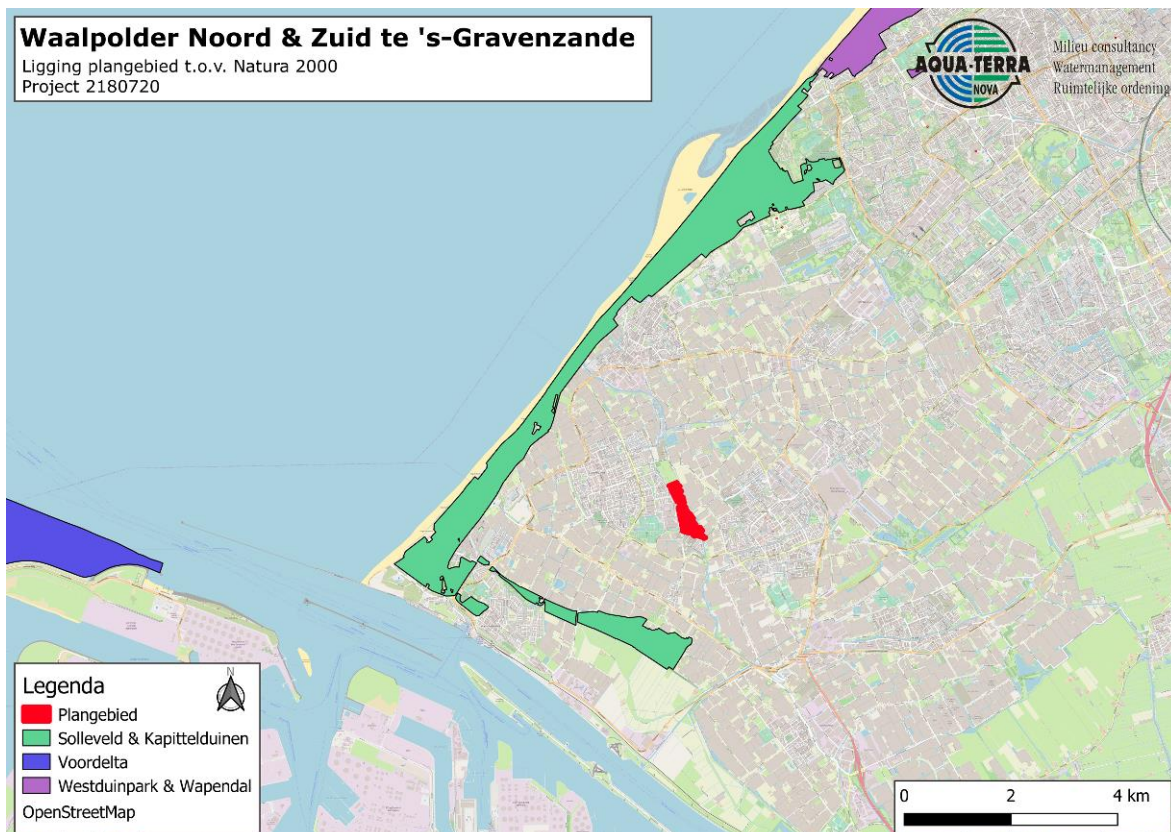 Waalpolder Noord & Zuid te 's-Gravenzande
Ligging plangebied t.o.v. Natura 2000
Project 2180720
AQUA-TERRA
NOVA
Milieu consultancy
Watermanagement
Ruimtelijke ordening
Legenda
N
Plangebied
Solleveld & Kapittelduinen
Voordelta
Westduinpark & Wapendal
OpenStreetMap
0 2 4 km